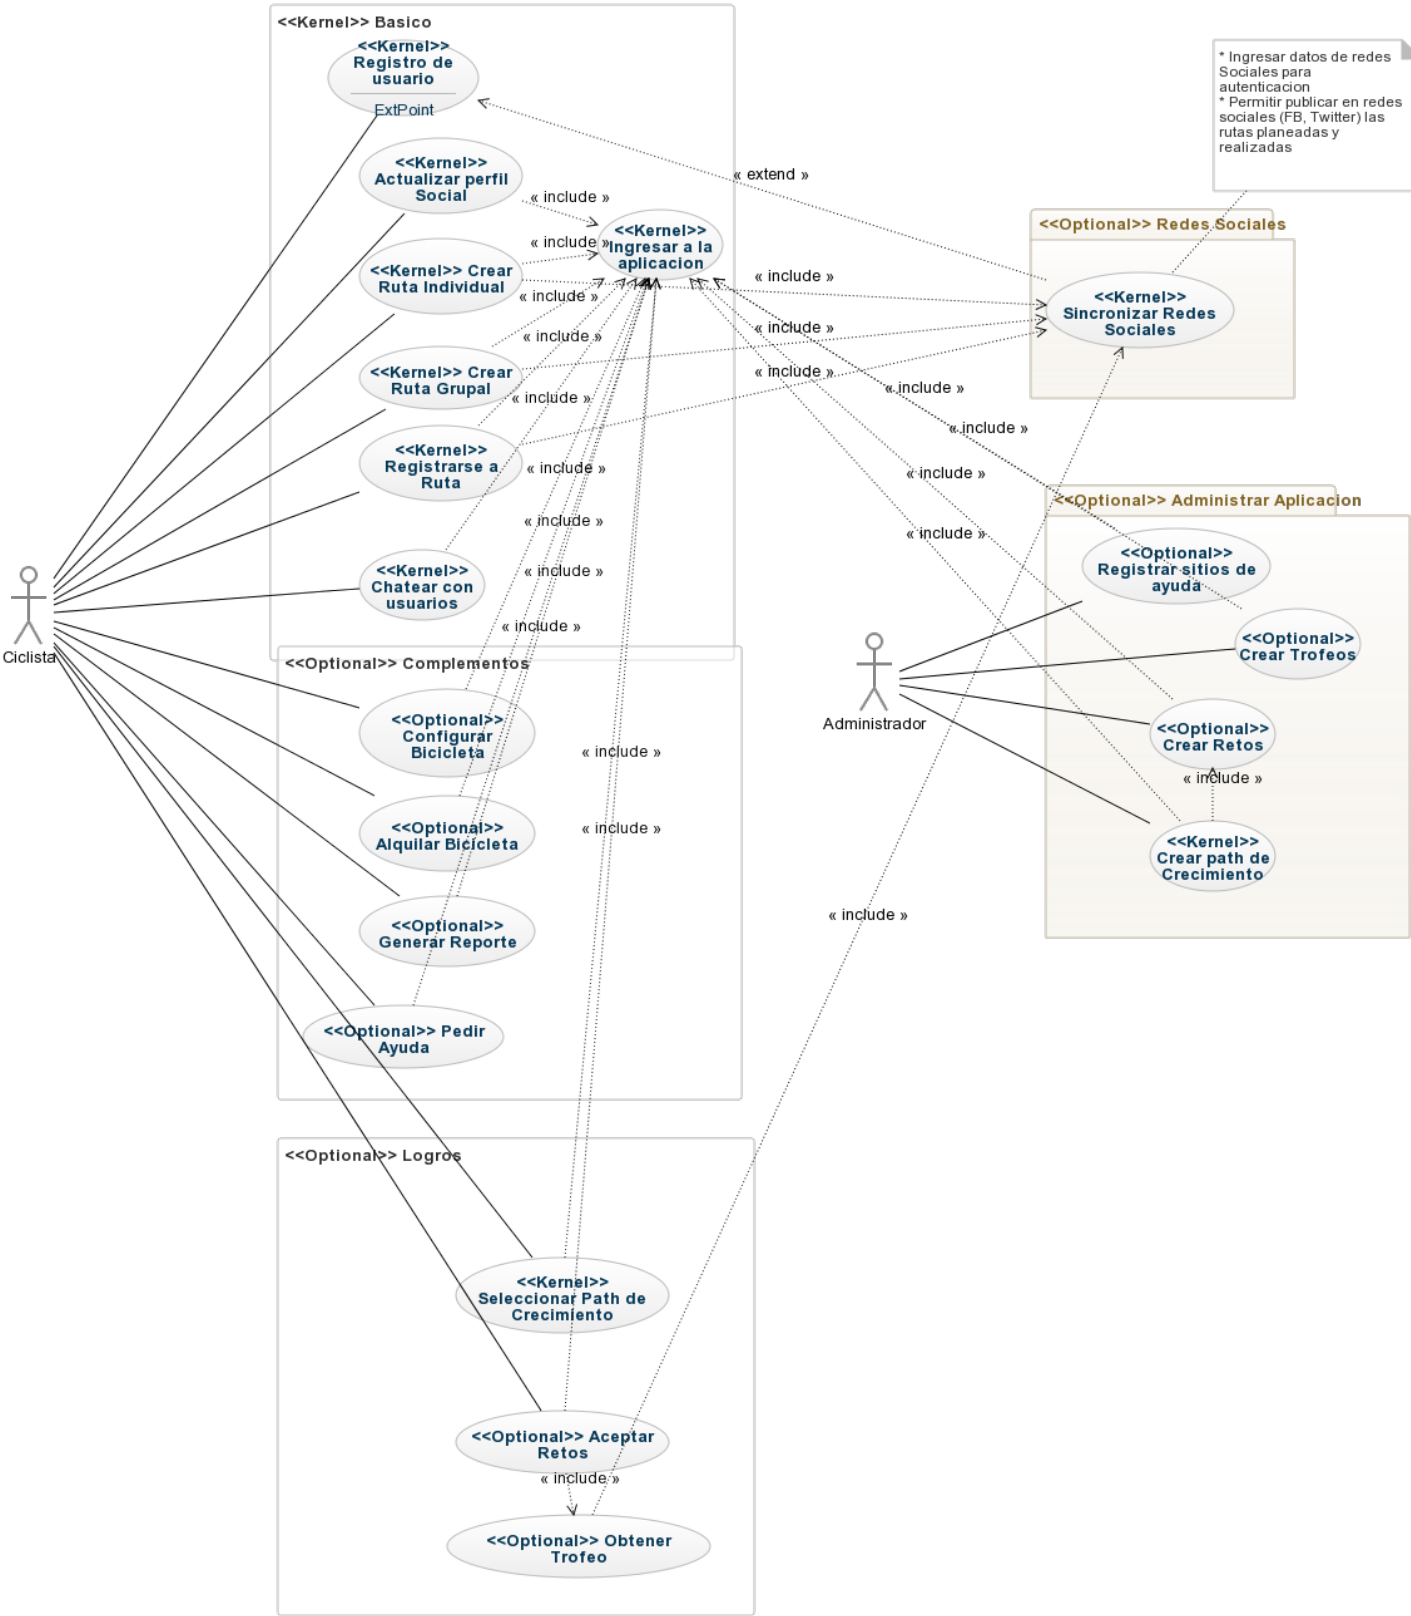 <<Kernel>> Basico
<<Kernel>>
Registro de
usuario
ExtPoint
* Ingresar datos de redes
Sociales para
autenticacion
* Permitir publicar en redes
sociales (FB, Twitter) las
rutas planeadas y
realizadas
<<Kernel>>
Actualizar perfil
Social
« extend »
« include »
<<Kernel>>
Ingresar a la
aplicacion
<<Optional>> Redes Sociales
« include »
<<Kernel>> Crear
Ruta Individual
« include »
« include »
<<Kernel>>
Sincronizar Redes
Sociales
« include »
« include »
<<Kernel>> Crear
Ruta Grupal
« include »
« include »
« include »
« include »
<<Kernel>>
Registrarse a
Ruta
« include »
« include »
<<Optional>> Administrar Aplicacion
« include »
« include »
<<Optional>>
Registrar sitios de
ayuda
<<Kernel>>
Chatear con
usuarios
« include »
« include »
<<Optional>>
Crear Trofeos
Ciclista
<<Optional>> Complementos
Administrador
<<Optional>>
Configurar
Bicicleta
<<Optional>>
Crear Retos
« include »
« include »
<<Optional>>
Alquilar Bicicleta
« include »
<<Kernel>>
Crear path de
Crecimiento
<<Optional>>
Generar Reporte
« include »
<<Optional>> Pedir
Ayuda
<<Optional>> Logros
<<Kernel>>
Seleccionar Path de
Crecimiento
<<Optional>> Aceptar
Retos
« include »
<<Optional>> Obtener
Trofeo